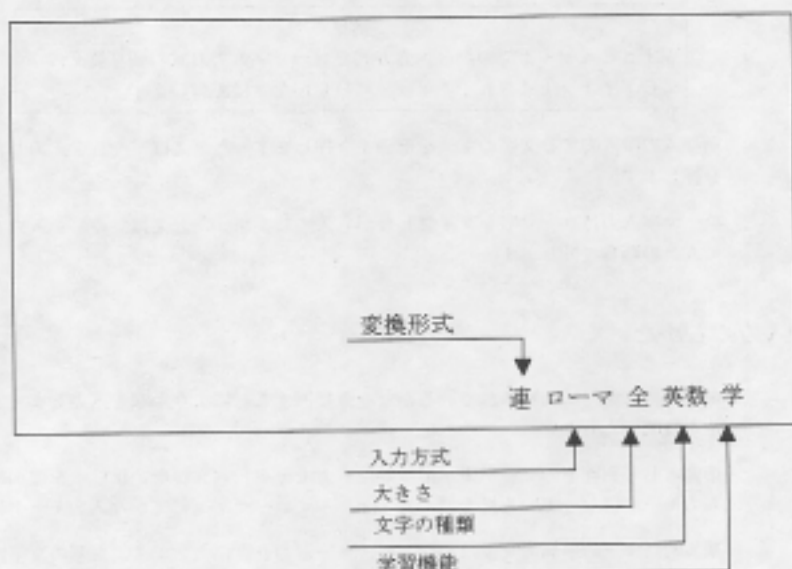 変換形式
連 ローマ 全 英数 学
入力方式
大きさ
文字の種類
学習機能